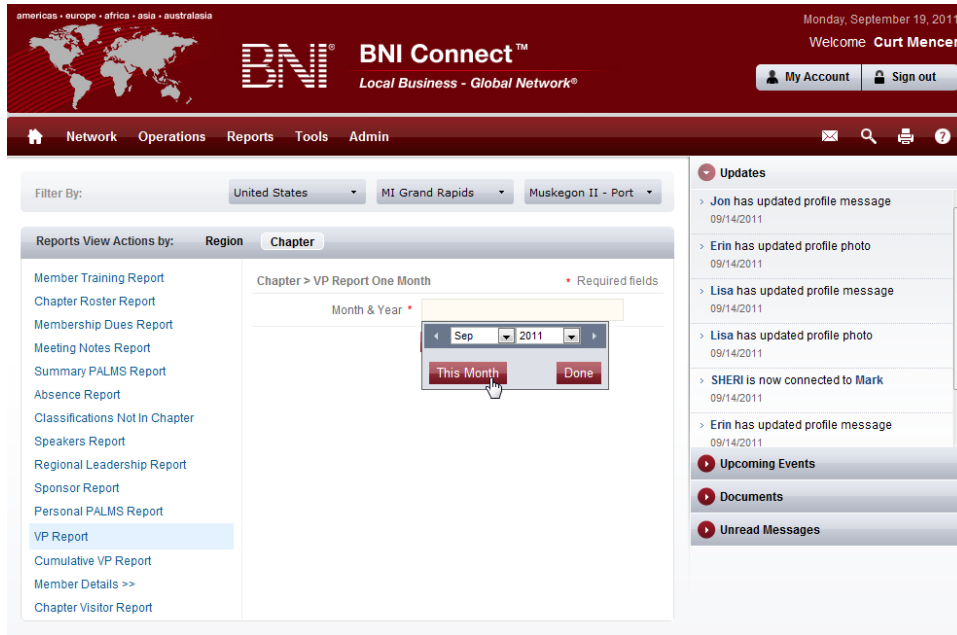 americas • europe • africa • asia • australasia
Monday, September 19, 2011
Welcome Curt Mencer
BNI®
BNI Connect™
Local Business - Global Network®
My Account
Sign out
Network Operations Reports Tools Admin
?
Filter By:
United States
MI Grand Rapids
Muskegon II - Port
Reports View Actions by: Region Chapter
Member Training Report
Chapter Roster Report
Membership Dues Report
Meeting Notes Report
Summary PALMS Report
Absence Report
Classifications Not In Chapter
Speakers Report
Regional Leadership Report
Sponsor Report
Personal PALMS Report
VP Report
Cumulative VP Report
Member Details >>
Chapter Visitor Report
Chapter > VP Report One Month
* Required fields
Month & Year *
Sep 2011
This Month
Done
Updates
Jon has updated profile message
09/14/2011
Erin has updated profile photo
09/14/2011
Lisa has updated profile message
09/14/2011
Lisa has updated profile photo
09/14/2011
SHERI is now connected to Mark
09/14/2011
Erin has updated profile message
09/14/2011
Upcoming Events
Documents
Unread Messages